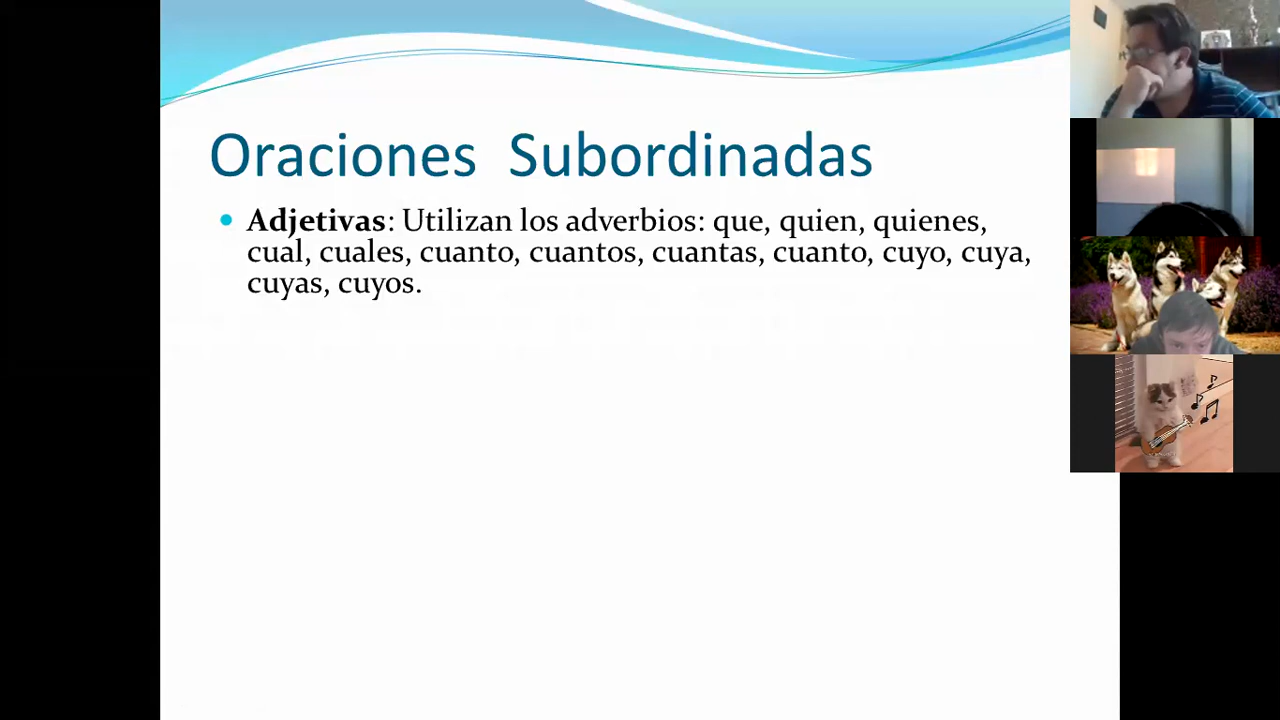 Oraciones Subordinadas
• Adjetivas: Utilizan los adverbios: que, quien, quienes,
cual, cuales, cuanto, cuantos, cuantas, cuanto, cuyo, cuya,
cuyas, cuyos.